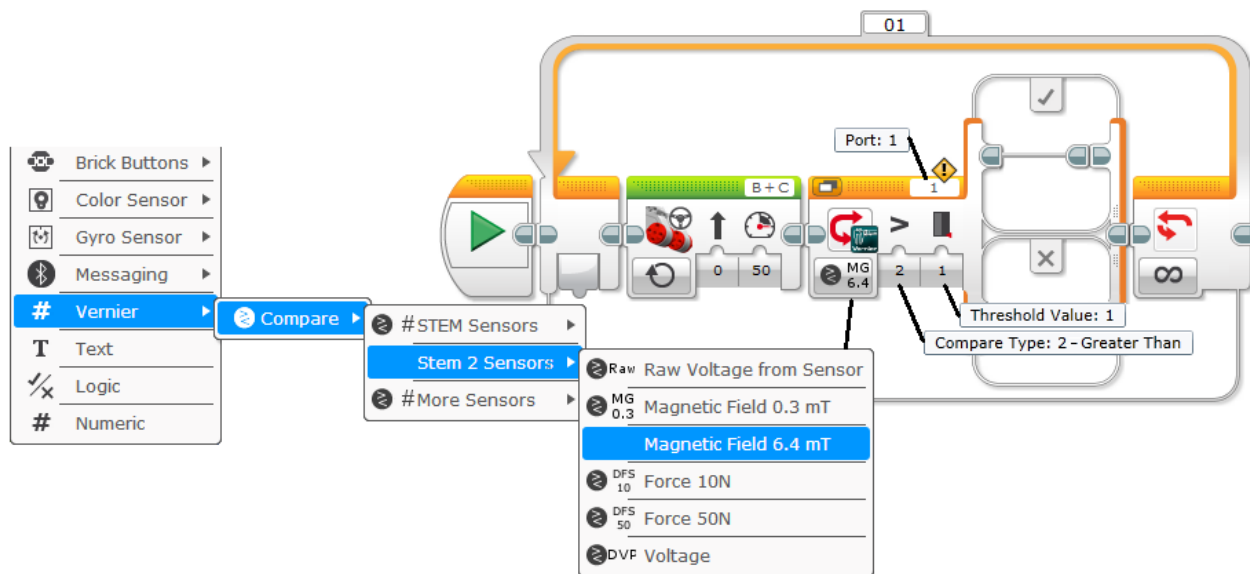 01
Port: 1
B + C
1
0
50
MG
6.4
2
1
∞
Threshold Value: 1
Compare Type: 2 - Greater Than
Brick Buttons
Color Sensor
Gyro Sensor
Messaging
# Vernier
T Text
Logic
# Numeric
Compare
#STEM Sensors
Stem 2 Sensors
#More Sensors
Raw Raw Voltage from Sensor
MG
0.3
Magnetic Field 0.3 mT
Magnetic Field 6.4 mT
DFS
10
Force 10N
DFS
50
Force 50N
DVP Voltage